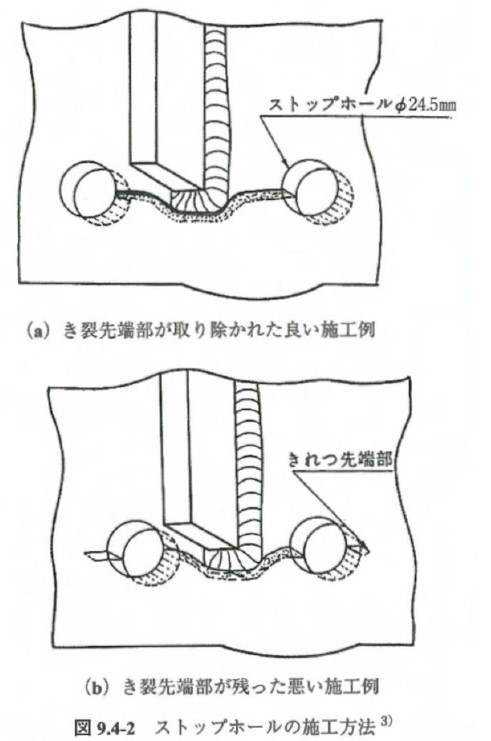 ストップホールφ24.5mm
(a) き裂先端部が取り除かれた良い施工例
きれつ先端部
(b) き裂先端部が残った悪い施工例
図 9.4-2 ストップホールの施工方法 3)